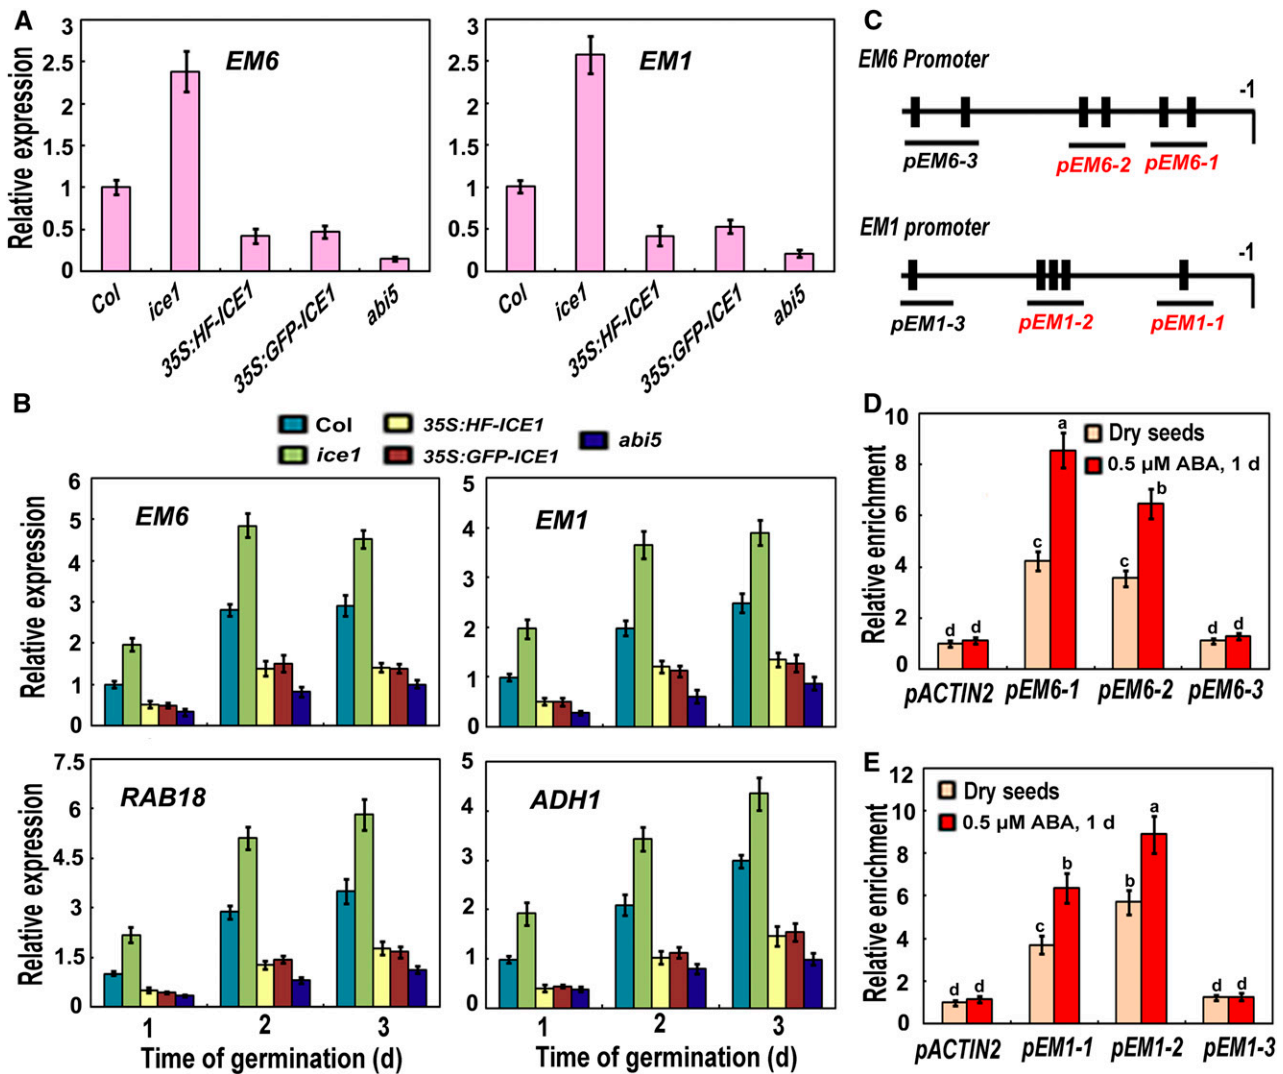 A
Relative expression
3
2.5
2
1.5
1
0.5
0
EM6
Col
ice1
35S:HF-ICE1
35S:GFP-ICE1
abi5
3
2.5
2
1.5
1
0.5
0
EM1
Col
ice1
35S:HF-ICE1
35S:GFP-ICE1
abi5
C
EM6 Promoter
-1
pEM6-3
pEM6-2
pEM6-1
EM1 promoter
-1
pEM1-3
pEM1-2
pEM1-1
B
Col
ice1
35S:HF-ICE1
35S:GFP-ICE1
abi5
Relative expression
6
5
4
3
2
1
0
EM6
5
4
3
2
1
0
EM1
Relative expression
7.5
6
4.5
3
1.5
0
RAB18
1
2
3
Time of germination (d)
5
4
3
2
1
0
ADH1
1
2
3
Time of germination (d)
D
Relative enrichment
10
8
6
4
2
0
Dry seeds
0.5 μM ABA, 1 d
d d c a c b d d
pACTIN2
pEM6-1
pEM6-2
pEM6-3
E
Relative enrichment
12
10
8
6
4
2
0
Dry seeds
0.5 μM ABA, 1 d
d d c b b a d d
pACTIN2
pEM1-1
pEM1-2
pEM1-3